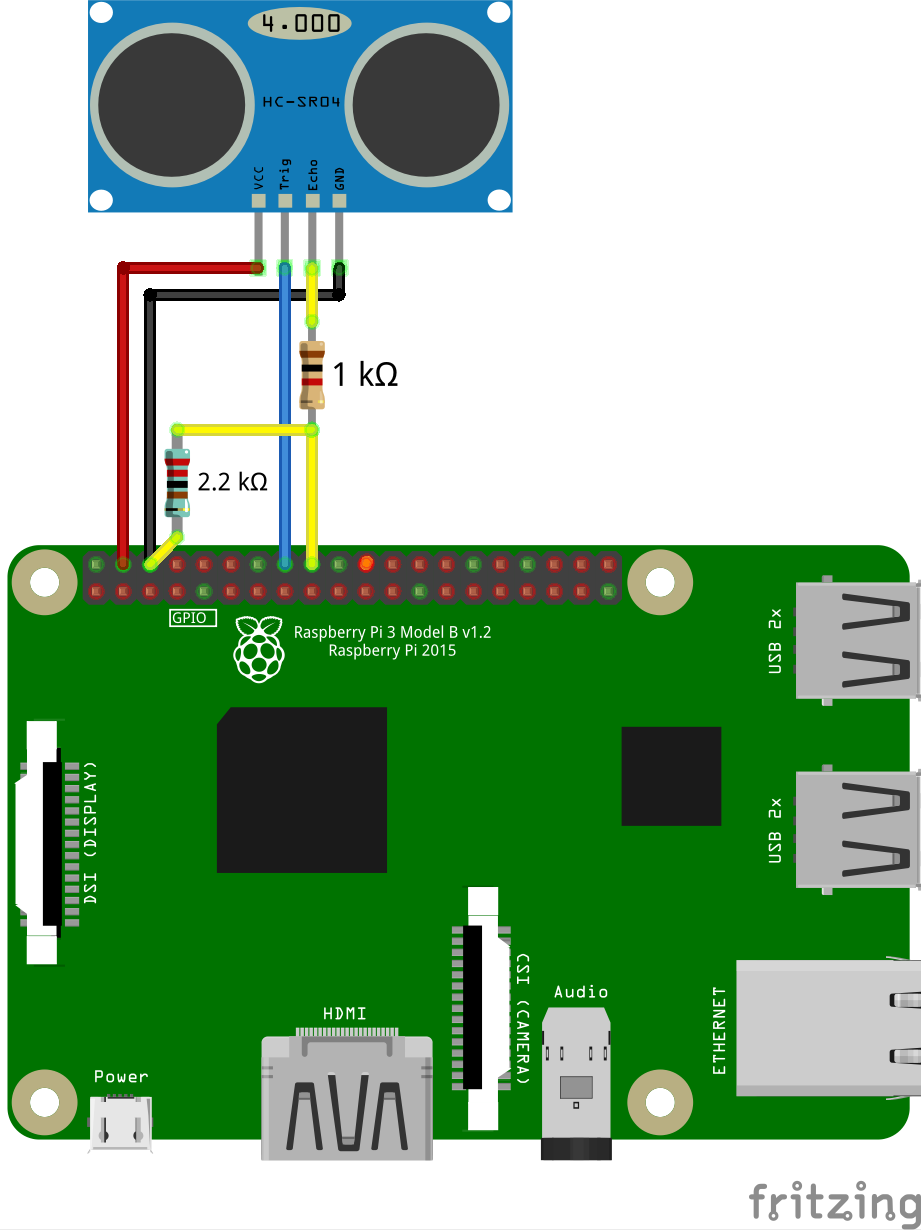 4.000
HC-SR04
VCC
Trig
Echo
GND
1 kΩ
2.2 kΩ
GPIO
Raspberry Pi 3 Model B v1.2
Raspberry Pi 2015
USB 2x
DSI (DISPLAY)
USB 2x
CSI (CAMERA)
Audio
ETHERNET
HDMI
Power
fritzing